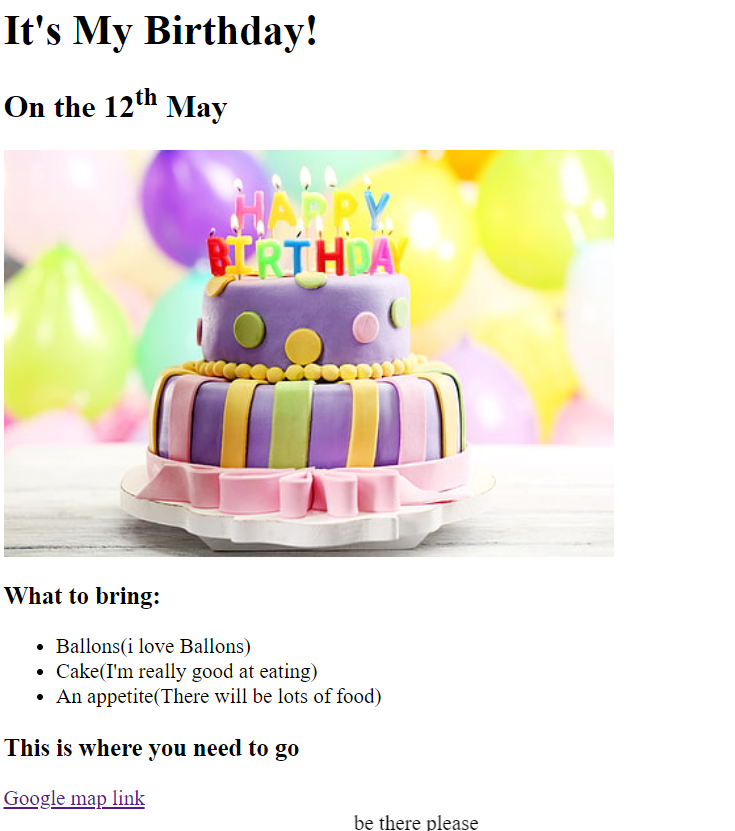 It's My Birthday!
On the 12th May
HAPPY
BIRTHDAY
What to bring:
Ballons(i love Ballons)
Cake(I'm really good at eating)
An appetite(There will be lots of food)
This is where you need to go
Google map link
be there please